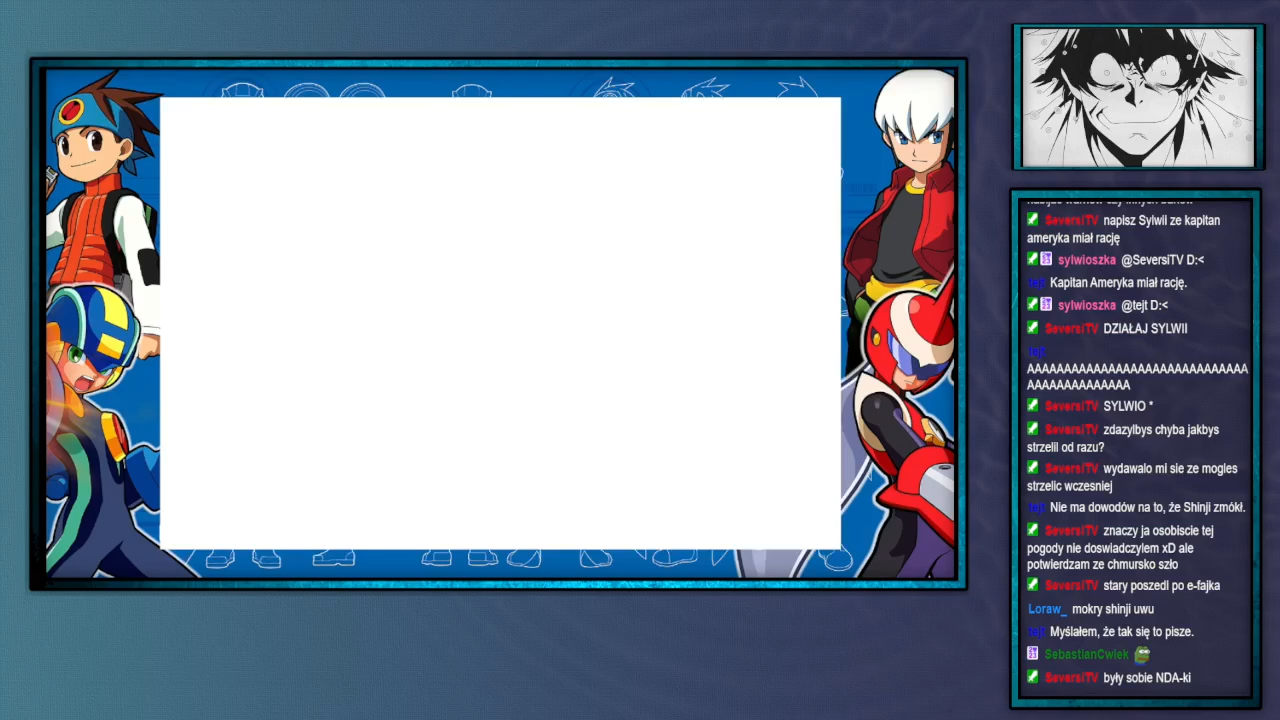 SeversiTV napisz Sylwii ze kapitan
ameryka miał rację
sylwioszka @SeversiTV D:<
tejt Kapitan Ameryka miał rację.
sylwioszka @tejt D:<
SeversiTV DZIAŁAJ SYLWII
tejt
AAAAAAAAAAAAAAAAAAAAAAAAAAAAAA
AAAAAAAAAAAAAA
SeversiTV SYLWIO *
SeversiTV zdazylbys chyba jakbys
strzelil od razu?
SeversiTV wydawalo mi sie ze mogles
strzelic wczesniej
tejt Nie ma dowodów na to, że Shinji zmókł.
SeversiTV znaczy ja osobiscie tej
pogody nie doswiadczylem xD ale
potwierdzam ze chmursko szło
SeversiTV stary poszedl po e-fajka
Loraw_ mokry shinji uwu
tejt Myślałem, że tak się to pisze.
SebastianCwiek
SeversiTV były sobie NDA-ki